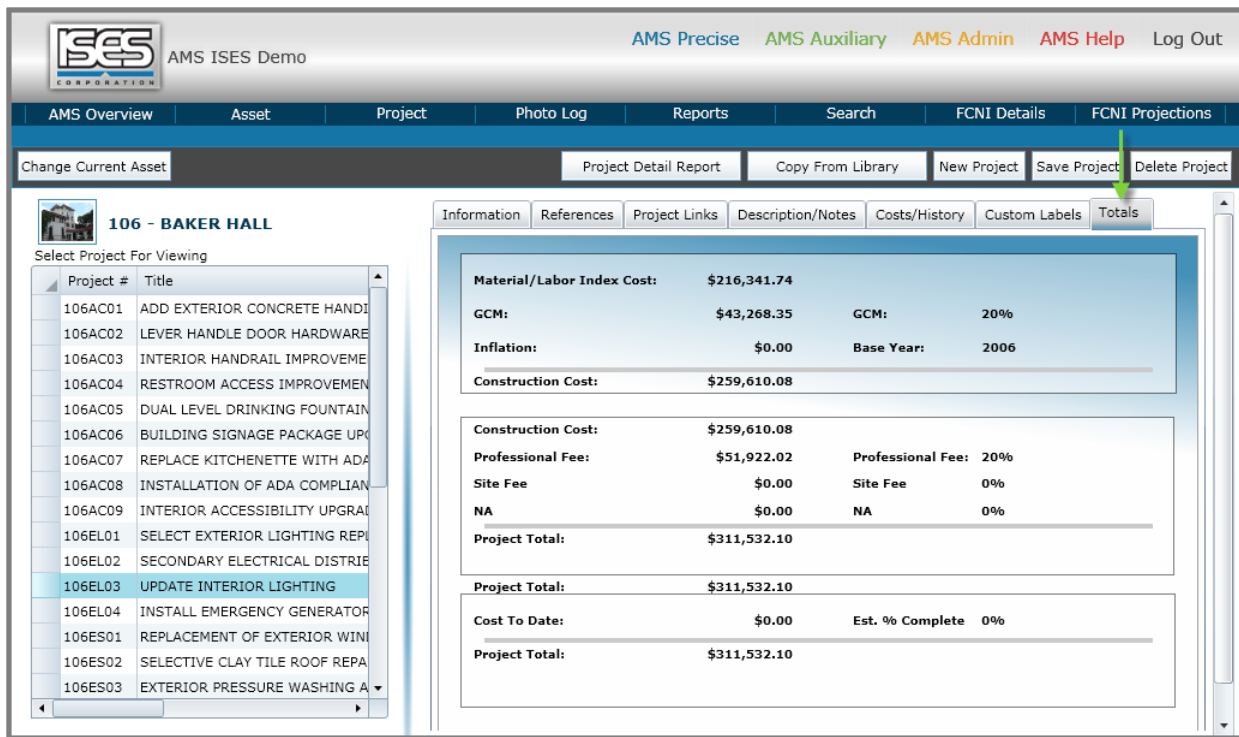 ISES
CORPORATION
AMS ISES Demo
AMS Precise AMS Auxiliary AMS Admin AMS Help Log Out
AMS Overview Asset Project Photo Log Reports Search FCNI Details FCNI Projections
Change Current Asset Project Detail Report Copy From Library New Project Save Project Delete Project
106 - BAKER HALL
Select Project For Viewing
Project # Title
106AC01 ADD EXTERIOR CONCRETE HANDI
106AC02 LEVER HANDLE DOOR HARDWARE
106AC03 INTERIOR HANDRAIL IMPROVEME
106AC04 RESTROOM ACCESS IMPROVEMEN
106AC05 DUAL LEVEL DRINKING FOUNTAIN
106AC06 BUILDING SIGNAGE PACKAGE UPG
106AC07 REPLACE KITCHENETTE WITH ADA
106AC08 INSTALLATION OF ADA COMPLIAN
106AC09 INTERIOR ACCESSIBILITY UPGRAD
106EL01 SELECT EXTERIOR LIGHTING REPL
106EL02 SECONDARY ELECTRICAL DISTRIB
106EL03 UPDATE INTERIOR LIGHTING
106EL04 INSTALL EMERGENCY GENERATOR
106ES01 REPLACEMENT OF EXTERIOR WIN
106ES02 SELECTIVE CLAY TILE ROOF REPA
106ES03 EXTERIOR PRESSURE WASHING A
Information References Project Links Description/Notes Costs/History Custom Labels Totals
Material/Labor Index Cost: $216,341.74
GCM: $43,268.35 GCM: 20%
Inflation: $0.00 Base Year: 2006
Construction Cost: $259,610.08
Construction Cost: $259,610.08
Professional Fee: $51,922.02 Professional Fee: 20%
Site Fee $0.00 Site Fee 0%
NA $0.00 NA 0%
Project Total: $311,532.10
Project Total: $311,532.10
Cost To Date: $0.00 Est. % Complete 0%
Project Total: $311,532.10